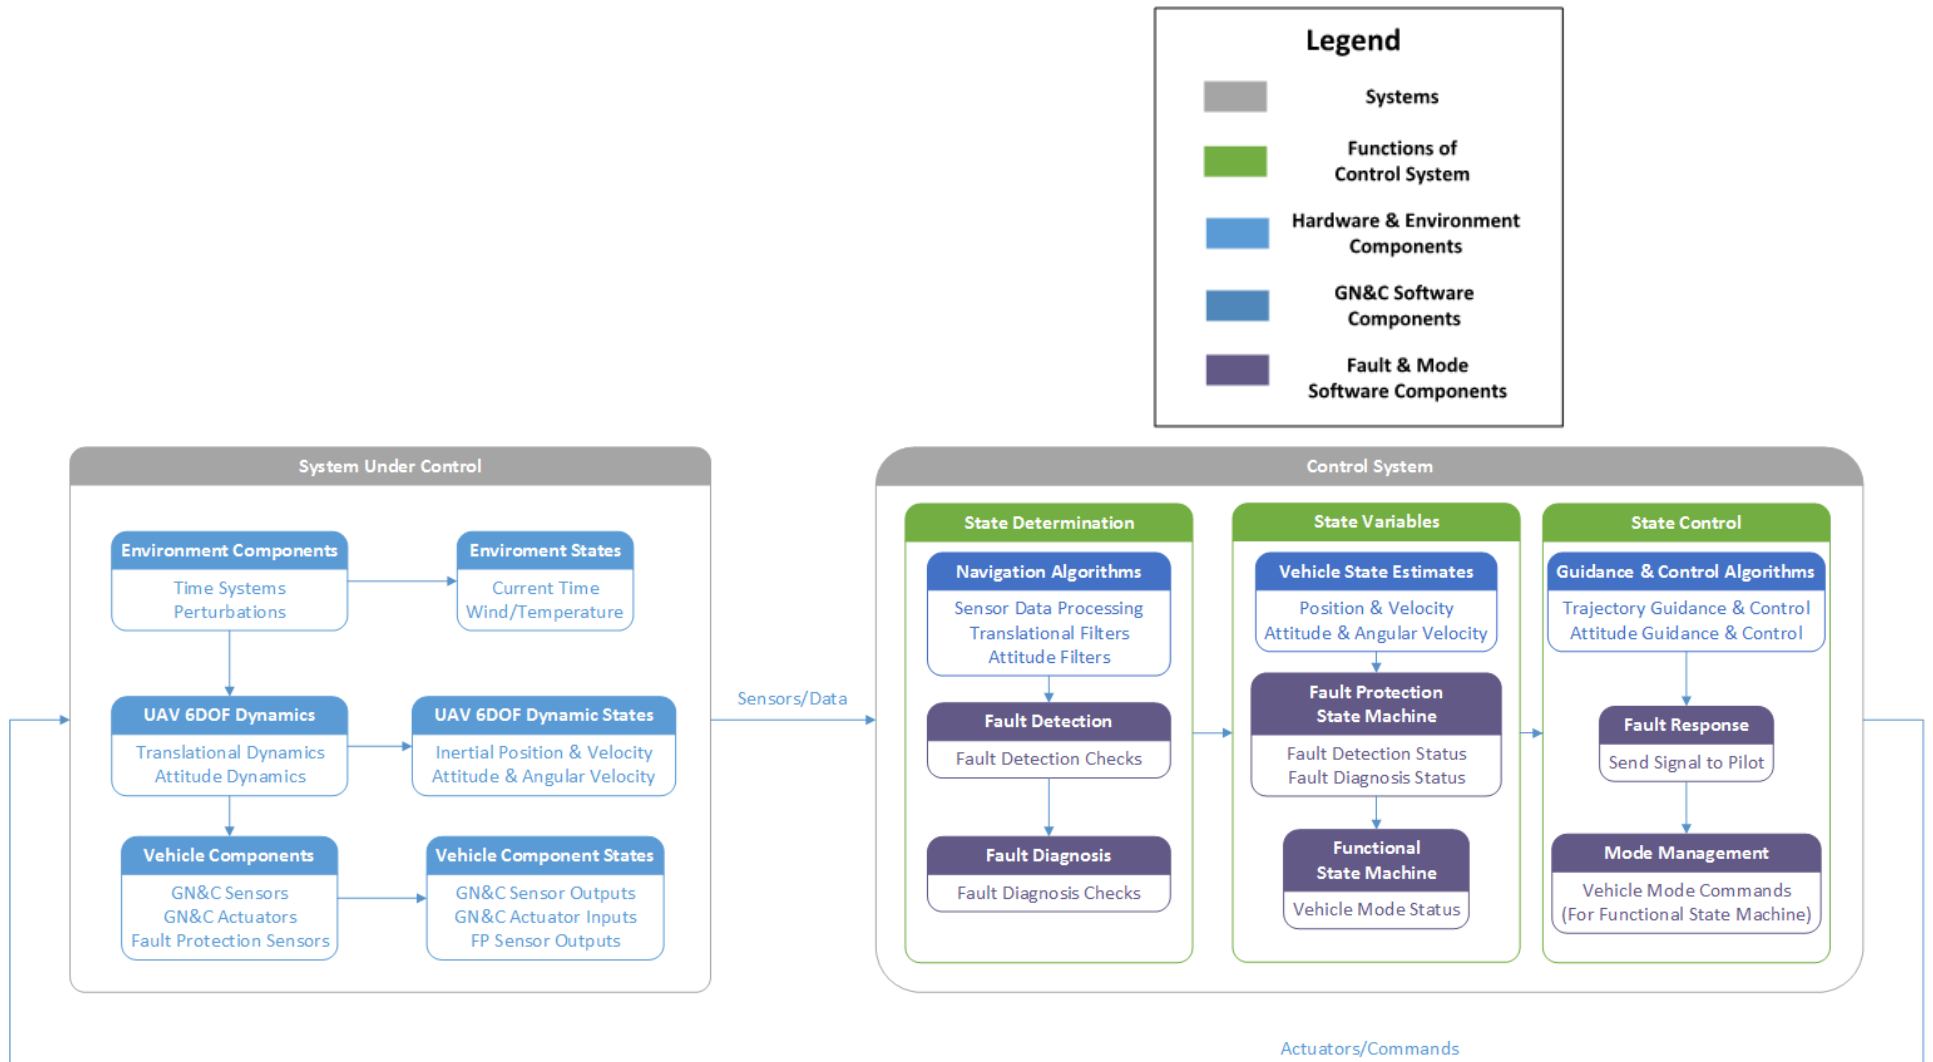 Legend
Systems
Functions of
Control System
Hardware & Environment
Components
GN&C Software
Components
Fault & Mode
Software Components
System Under Control
Environment Components
Time Systems
Perturbations
Enviroment States
Current Time
Wind/Temperature
UAV 6DOF Dynamics
Translational Dynamics
Attitude Dynamics
UAV 6DOF Dynamic States
Inertial Position & Velocity
Attitude & Angular Velocity
Vehicle Components
GN&C Sensors
GN&C Actuators
Fault Protection Sensors
Vehicle Component States
GN&C Sensor Outputs
GN&C Actuator Inputs
FP Sensor Outputs
Sensors/Data
Control System
State Determination
Navigation Algorithms
Sensor Data Processing
Translational Filters
Attitude Filters
Fault Detection
Fault Detection Checks
Fault Diagnosis
Fault Diagnosis Checks
State Variables
Vehicle State Estimates
Position & Velocity
Attitude & Angular Velocity
Fault Protection
State Machine
Fault Detection Status
Fault Diagnosis Status
Functional
State Machine
Vehicle Mode Status
State Control
Guidance & Control Algorithms
Trajectory Guidance & Control
Attitude Guidance & Control
Fault Response
Send Signal to Pilot
Mode Management
Vehicle Mode Commands
(For Functional State Machine)
Actuators/Commands